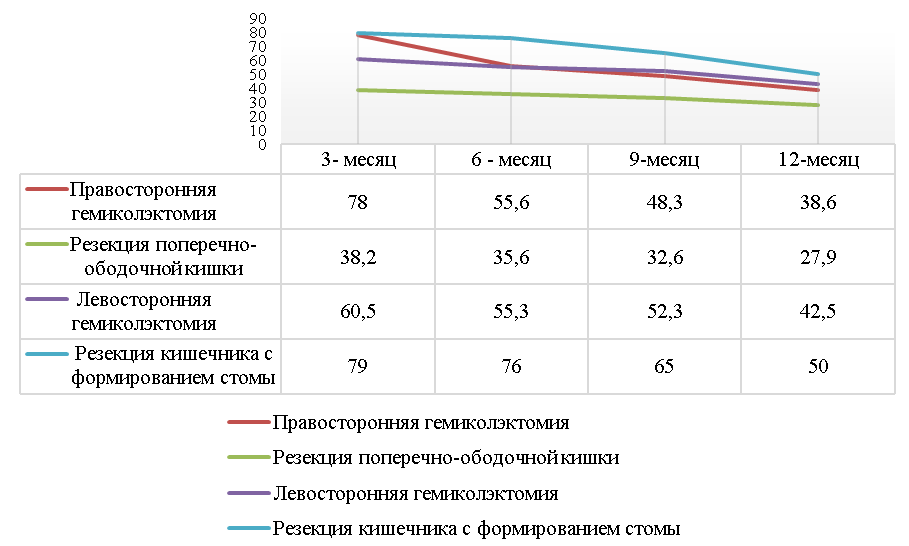 90
80
70
60
50
40
30
20
10
0
3- месяц 6 - месяц 9-месяц 12-месяц
Правосторонняя
гемиколэктомия
78 55,6 48,3 38,6
Резекция поперечно-
ободочной кишки
38,2 35,6 32,6 27,9
Левосторонняя
гемиколэктомия
60,5 55,3 52,3 42,5
Резекция кишечника с
формированием стомы
79 76 65 50
Правосторонняя гемиколэктомия
Резекция поперечно-ободочной кишки
Левосторонняя гемиколэктомия
Резекция кишечника с формированием стомы